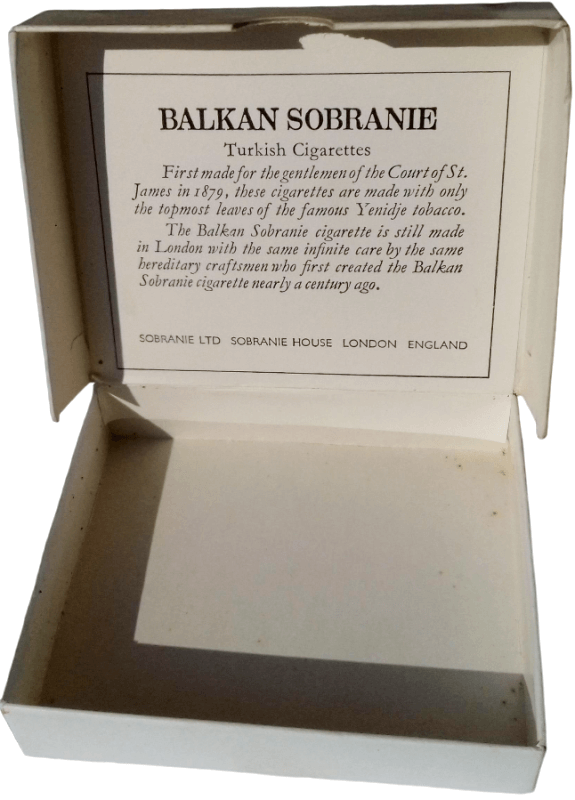 BALKAN SOBRANIE
Turkish Cigarettes
First made for the gentlemen of the Court of St.
James in 1879, these cigarettes are made with only
the topmost leaves of the famous Yenidje tobacco.
The Balkan Sobranie cigarette is still made
in London with the same infinite care by the same
hereditary craftsmen who first created the Balkan
Sobranie cigarette nearly a century ago.
SOBRANIE LTD SOBRANIE HOUSE LONDON ENGLAND